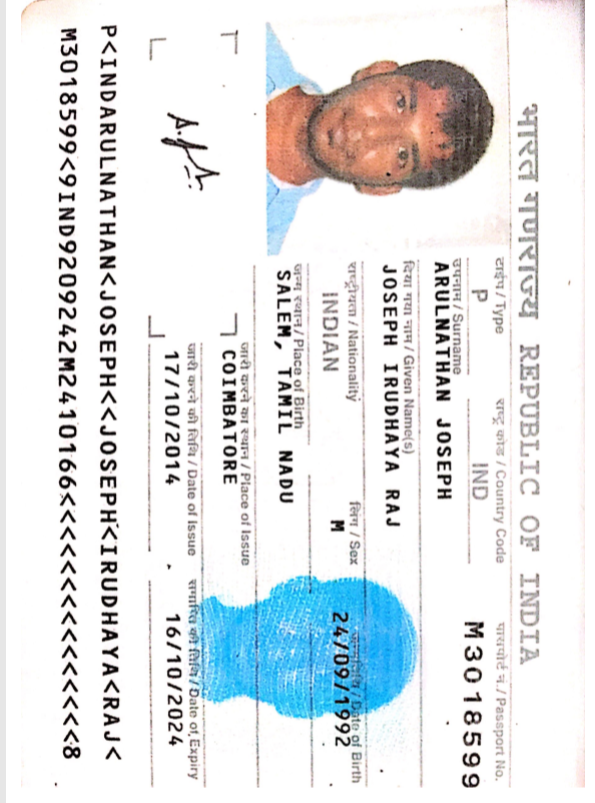 भारत गणराज्य REPUBLIC OF INDIA
टाईप / Type
राष्ट्र कोड / Country Code
पासपोर्ट नं. / Passport No.
P
IND
M3018599
उपनाम / Surname
ARULNATHAN JOSEPH
दिया गया नाम / Given Name(s)
JOSEPH IRUDHAYA RAJ
राष्ट्रीयता / Nationality
लिंग / Sex
जन्मतिथि / Date of Birth
INDIAN
M
24/09/1992
जन्म स्थान / Place of Birth
SALEM, TAMIL NADU
जारी करने का स्थान / Place of Issue
COIMBATORE
जारी करने की तिथि / Date of Issue
समाप्ति की तिथि / Date of Expiry
17/10/2014
16/10/2024
P<INDARULNATHAN<JOSEPH<<JOSEPH<IRUDHAYA<RAJ<
M3018599<9IND9209242M2410166<<<<<<<<<<<<<<<8